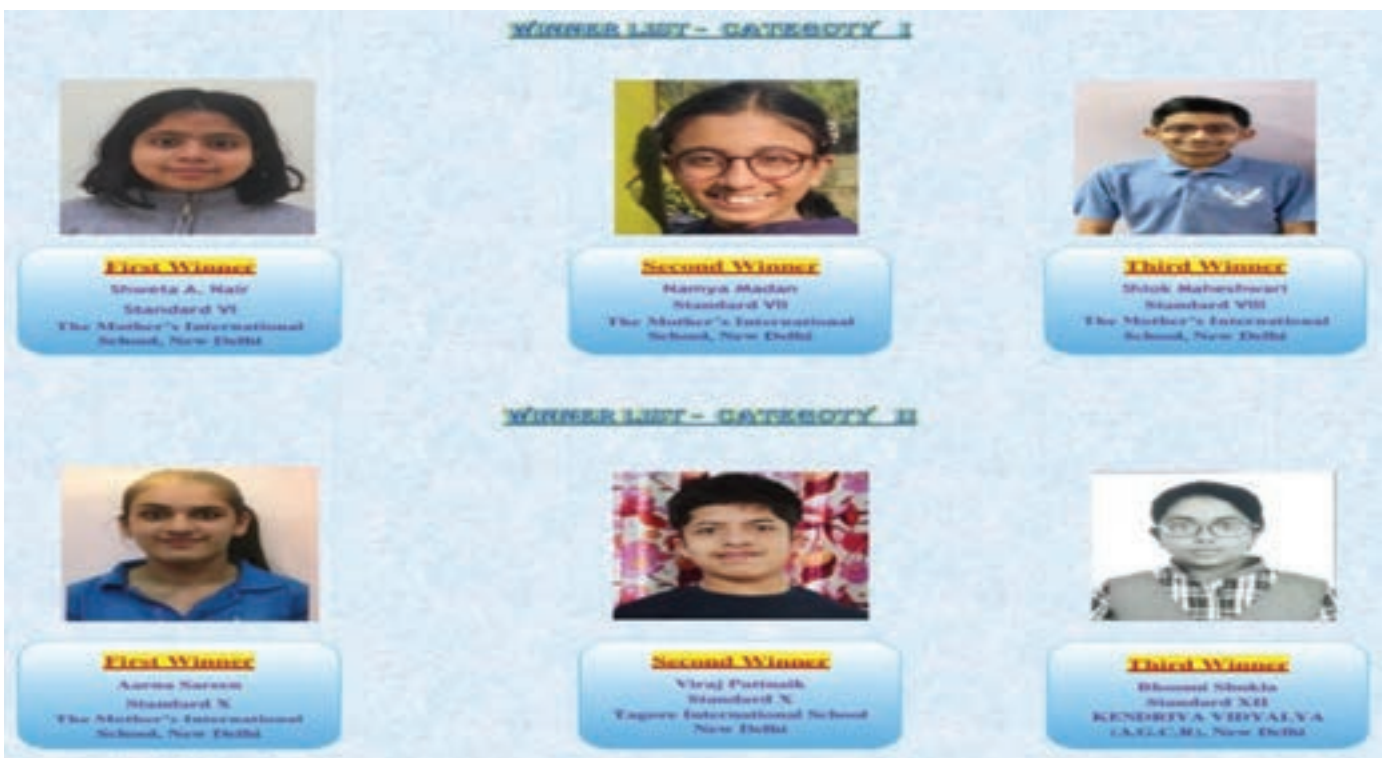 WINNER LIST - CATEGOTY I
First Winner
Shweta A. Nair
Standard VI
The Mother's International
School, New Delhi
Second Winner
Namya Madan
Standard VII
The Mother's International
School, New Delhi
Third Winner
Shlok Maheshwari
Standard VIII
The Mother's International
School, New Delhi
WINNER LIST - CATEGOTY II
First Winner
Aarna Sareen
Standard X
The Mother's International
School, New Delhi
Second Winner
Viraj Pattnaik
Standard X
Tagore International School
New Delhi
Third Winner
Bhoomi Shukla
Standard XII
KENDRIYA VIDYALYA
(A.G.C.R), New Delhi